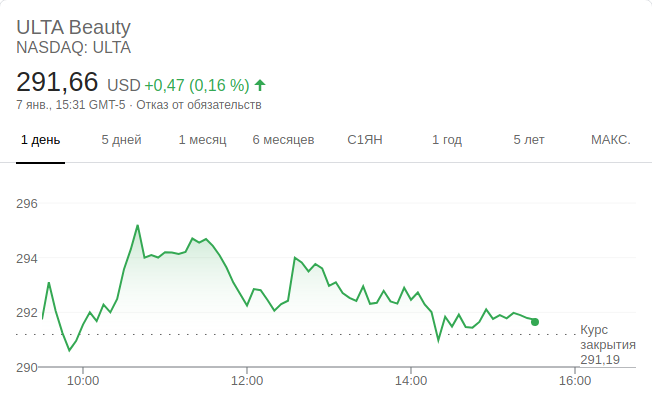 ULTA Beauty
NASDAQ: ULTA
291,66 USD +0,47 (0,16 %)
7 янв., 15:31 GMT-5 · Отказ от обязательств
1 день 5 дней 1 месяц 6 месяцев С1ЯН 1 год 5 лет МАКС.
296
294
292
290
Курс
закрытия
291,19
10:00 12:00 14:00 16:00